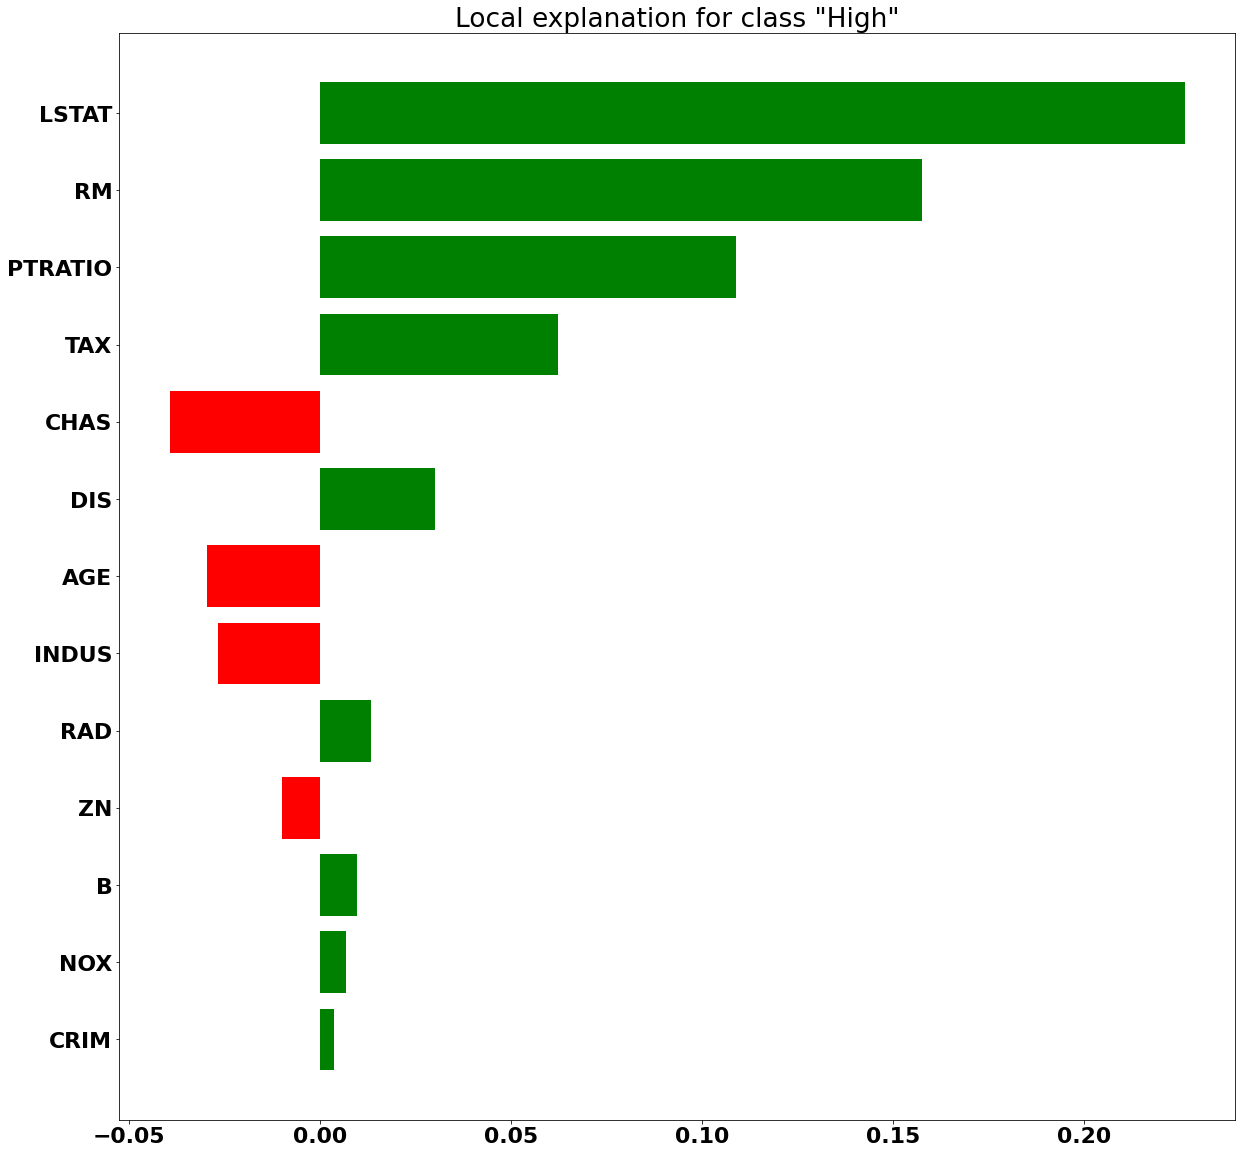 Local explanation for class "High"
LSTAT
RM
PTRATIO
TAX
CHAS
DIS
AGE
INDUS
RAD
ZN
B
NOX
CRIM
−0.05 0.00 0.05 0.10 0.15 0.20